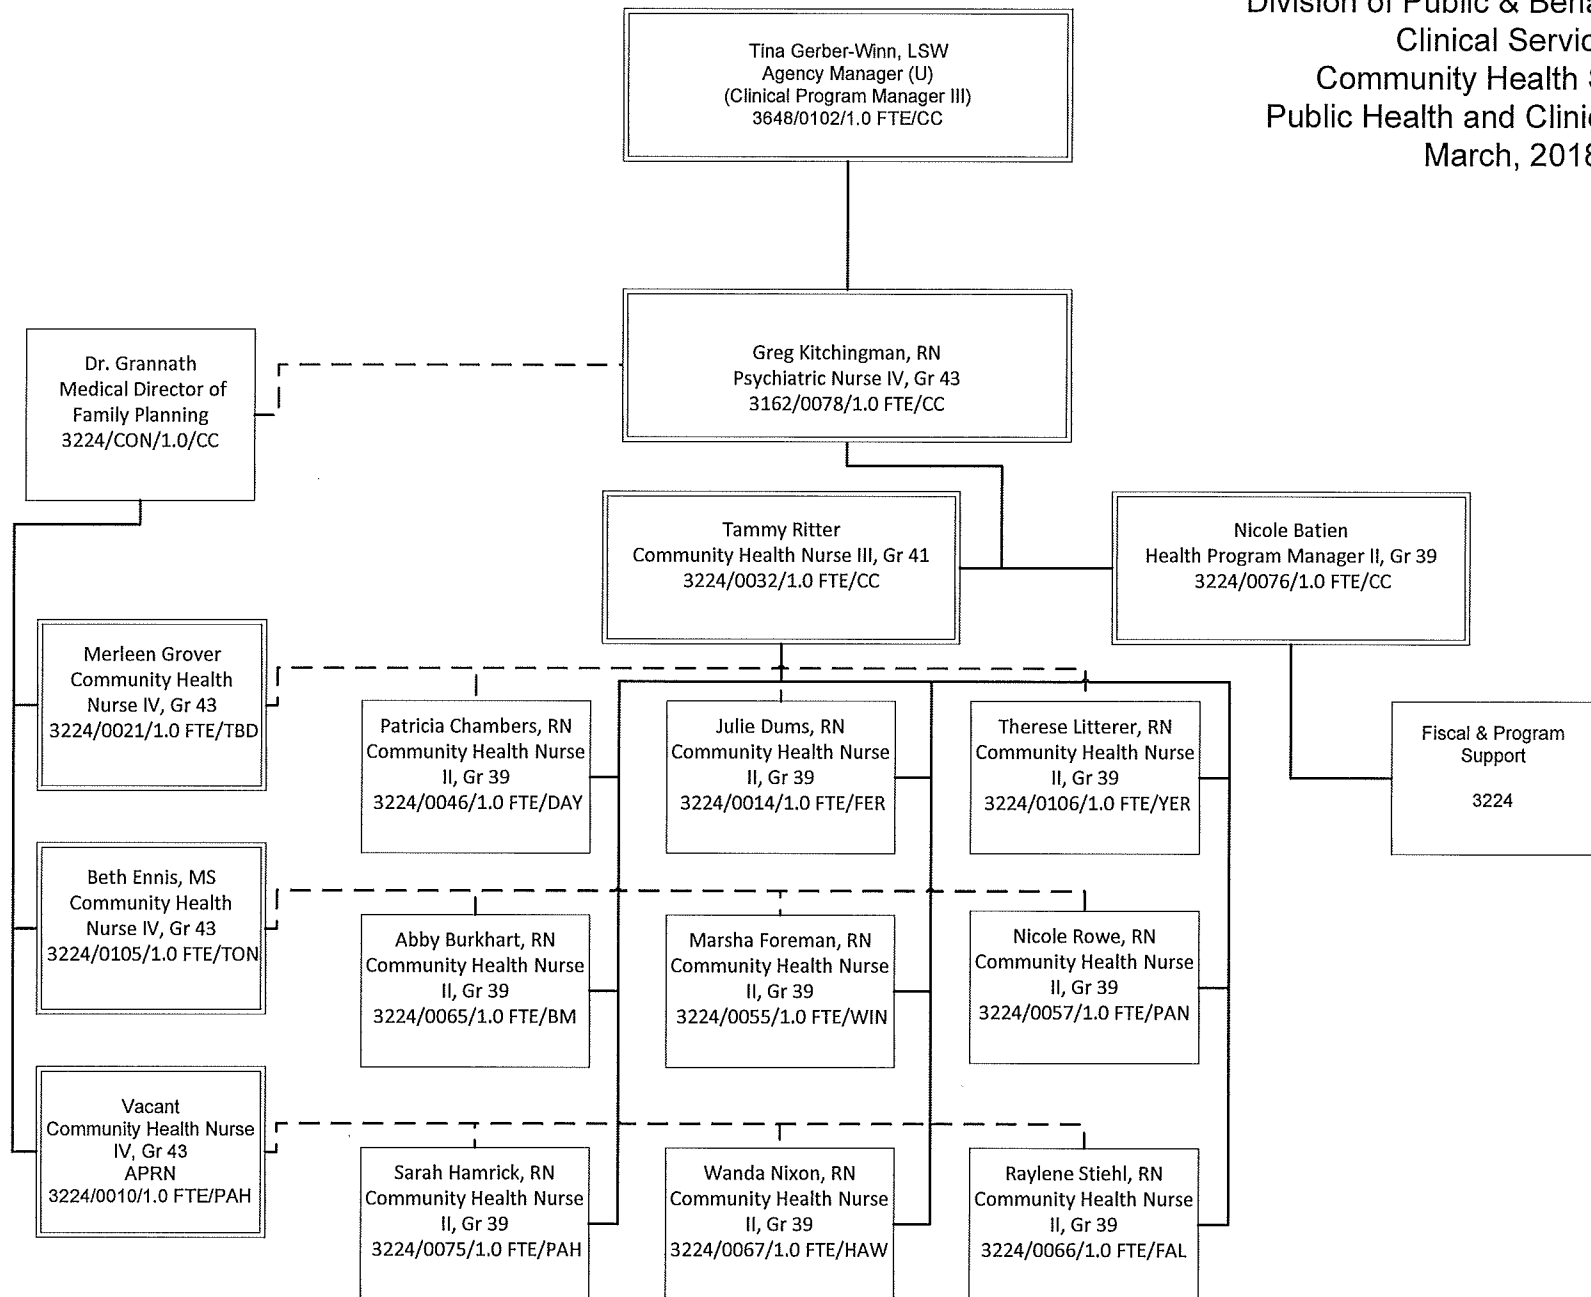 Division of Public &
Clinical
Community Health
Public Health and
March, 2018
Tina Gerber-Winn, LSW
Agency Manager (U)
(Clinical Program Manager III)
3648/0102/1.0 FTE/CC
Dr. Grannath
Medical Director of
Family Planning
3224/CON/1.0/CC
Greg Kitchingman, RN
Psychiatric Nurse IV, Gr 43
3162/0078/1.0 FTE/CC
Tammy Ritter
Community Health Nurse III, Gr 41
3224/0032/1.0 FTE/CC
Nicole Batien
Health Program Manager II, Gr 39
3224/0076/1.0 FTE/CC
Merleen Grover
Community Health
Nurse IV, Gr 43
3224/0021/1.0 FTE/TBD
Patricia Chambers, RN
Community Health Nurse
II, Gr 39
3224/0046/1.0 FTE/DAY
Julie Dums, RN
Community Health Nurse
II, Gr 39
3224/0014/1.0 FTE/FER
Therese Litterer, RN
Community Health Nurse
II, Gr 39
3224/0106/1.0 FTE/YER
Fiscal & Program
Support
3224
Beth Ennis, MS
Community Health
Nurse IV, Gr 43
3224/0105/1.0 FTE/TON
Abby Burkhart, RN
Community Health Nurse
II, Gr 39
3224/0065/1.0 FTE/BM
Marsha Foreman, RN
Community Health Nurse
II, Gr 39
3224/0055/1.0 FTE/WIN
Nicole Rowe, RN
Community Health Nurse
II, Gr 39
3224/0057/1.0 FTE/PAN
Vacant
Community Health Nurse
IV, Gr 43
APRN
3224/0010/1.0 FTE/PAH
Sarah Hamrick, RN
Community Health Nurse
II, Gr 39
3224/0075/1.0 FTE/PAH
Wanda Nixon, RN
Community Health Nurse
II, Gr 39
3224/0067/1.0 FTE/HAW
Raylene Stiehl, RN
Community Health Nurse
II, Gr 39
3224/0066/1.0 FTE/FAL